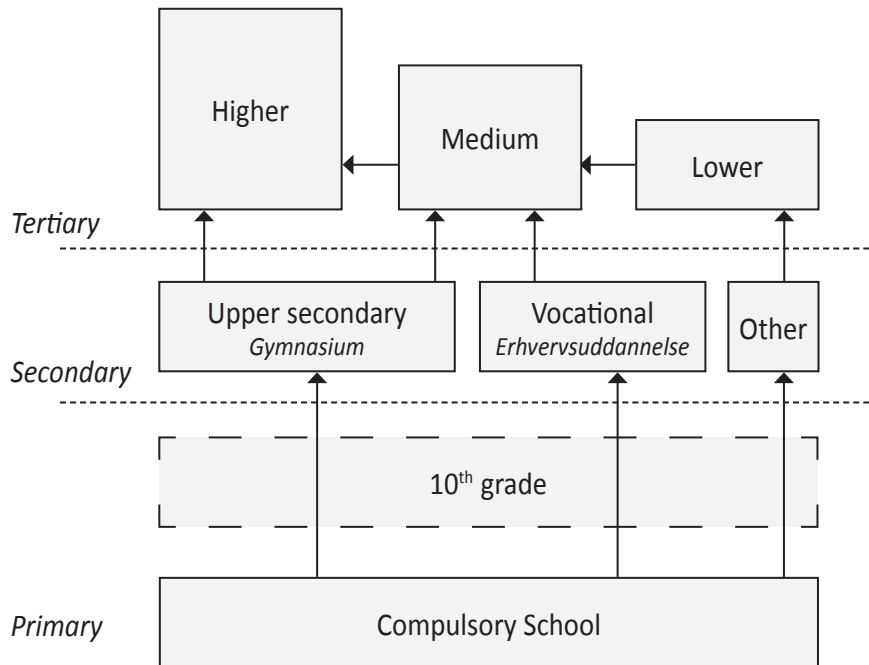 Higher
Medium
Lower
Tertiary
Upper secondary
Gymnasium
Vocational
Erhvervsuddannelse
Other
Secondary
10th grade
Primary
Compulsory School